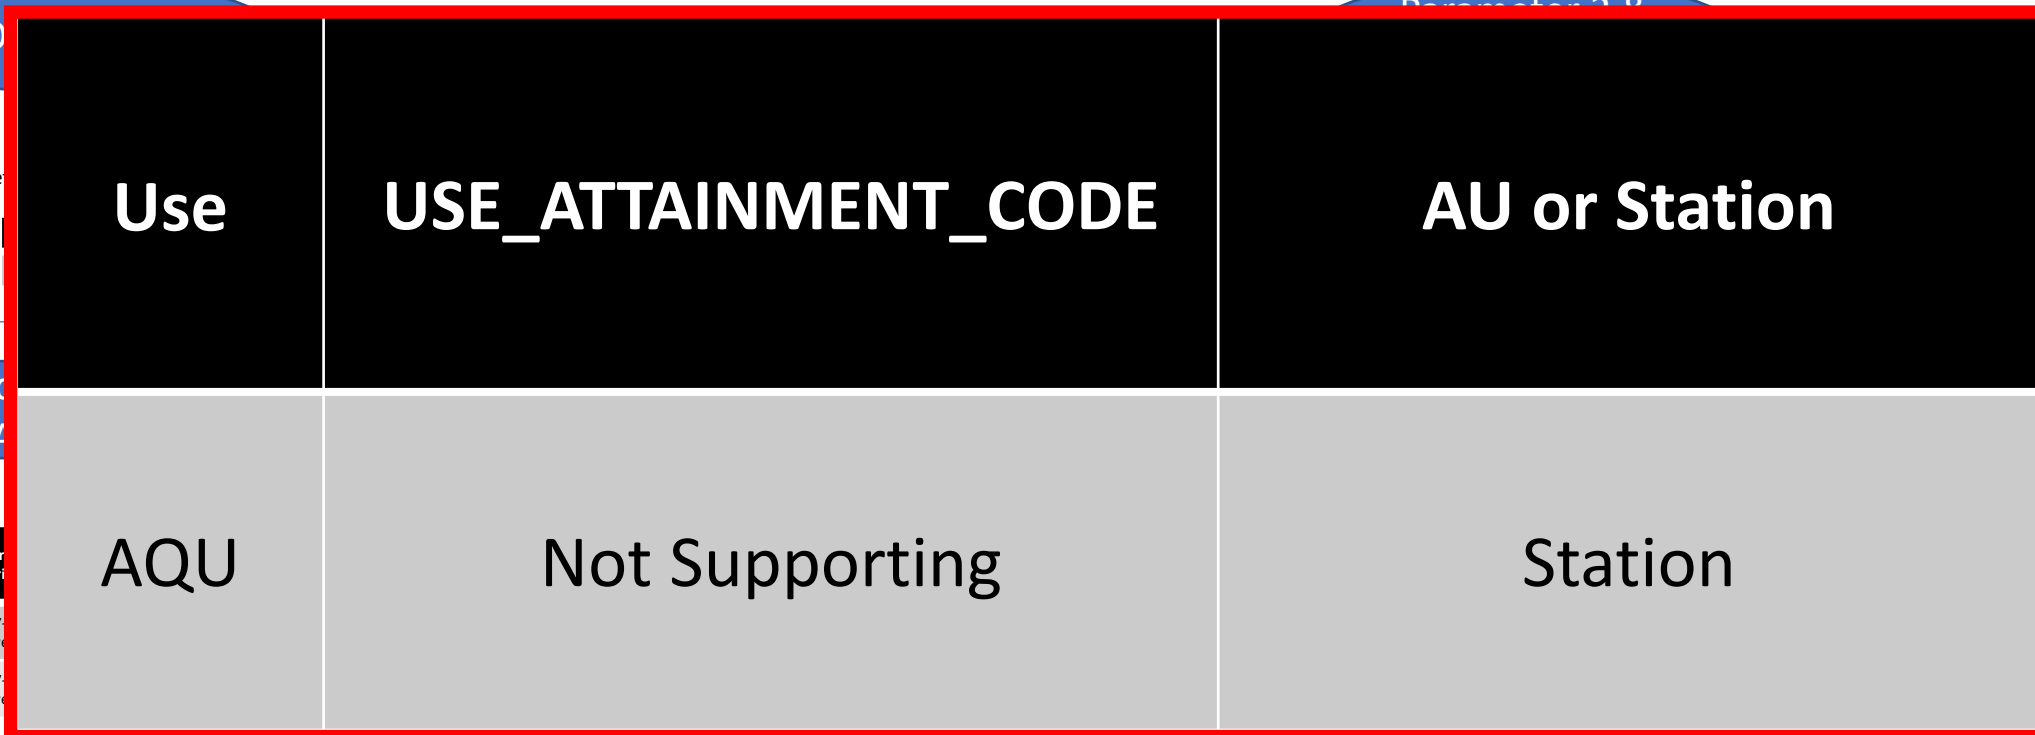 Use USE_ATTAINMENT_CODE AU or Station
AQU Not Supporting Station